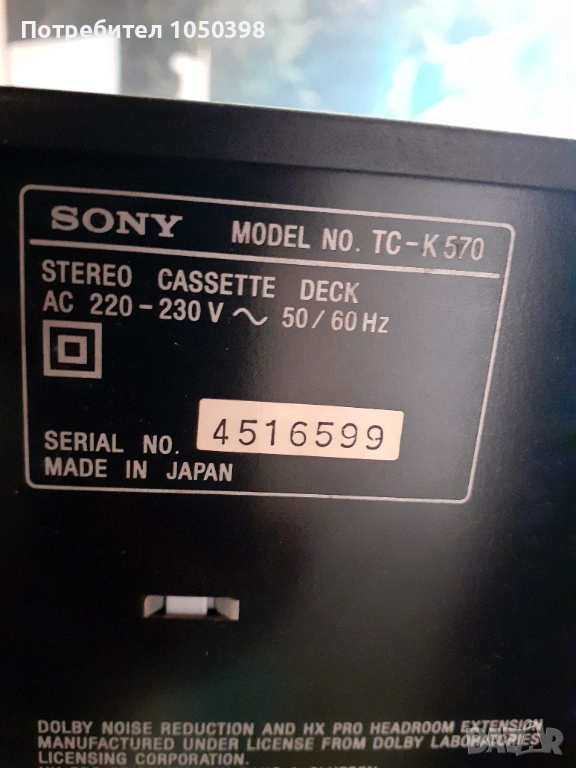 Потребител 1050398
SONY MODEL NO. TC-K570
STEREO CASSETTE DECK
AC 220-230V ~ 50/60Hz
SERIAL NO. 4516599
MADE IN JAPAN
DOLBY NOISE REDUCTION AND HX PRO HEADROOM EXTENSION
MANUFACTURED UNDER LICENSE FROM DOLBY LABORATORIES
LICENSING CORPORATION.